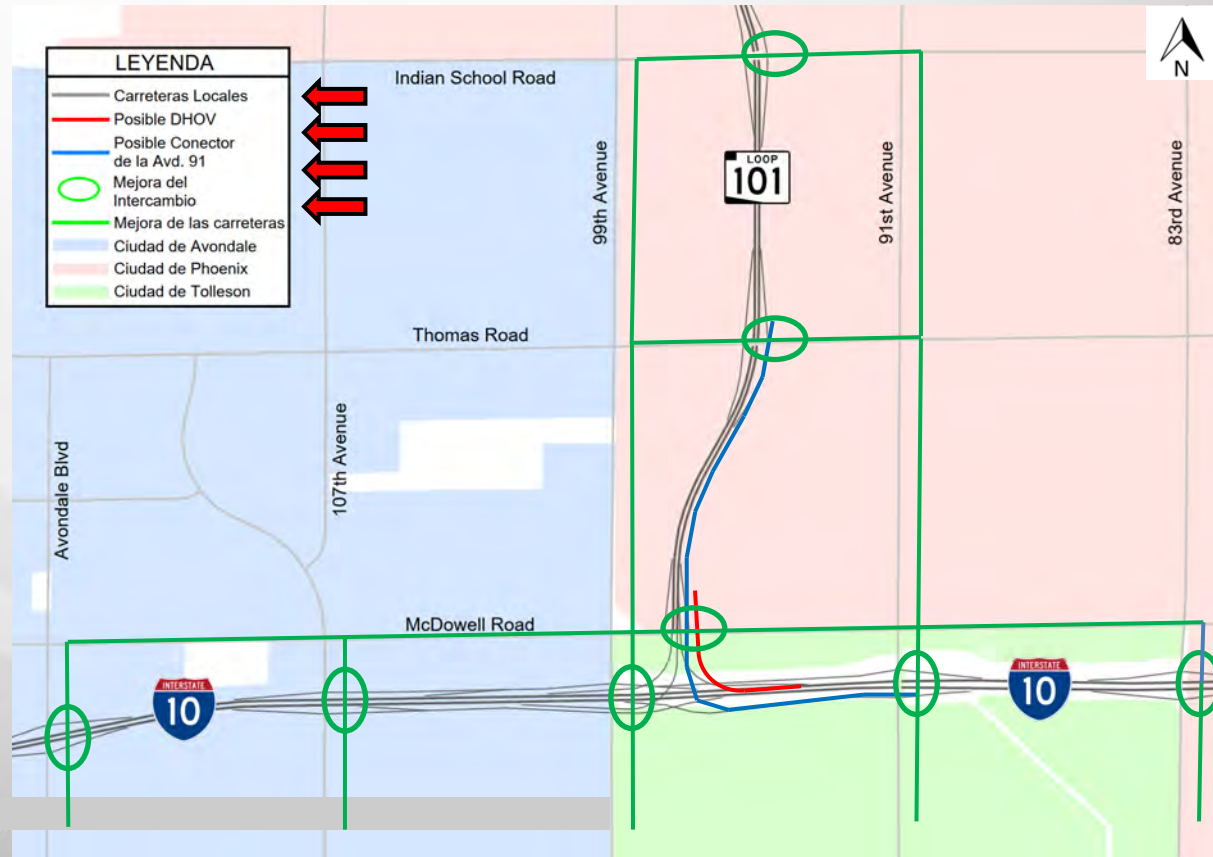 LEYENDA
Carreteras Locales
Posible DHOV
Posible Conector
de la Avd. 91
Mejora del
Intercambio
Mejora de las carreteras
Ciudad de Avondale
Ciudad de Phoenix
Ciudad de Tolleson
N
Indian School Road
LOOP
101
99th Avenue
91st Avenue
83rd Avenue
Thomas Road
Avondale Blvd
107th Avenue
McDowell Road
INTERSTATE
10
INTERSTATE
10